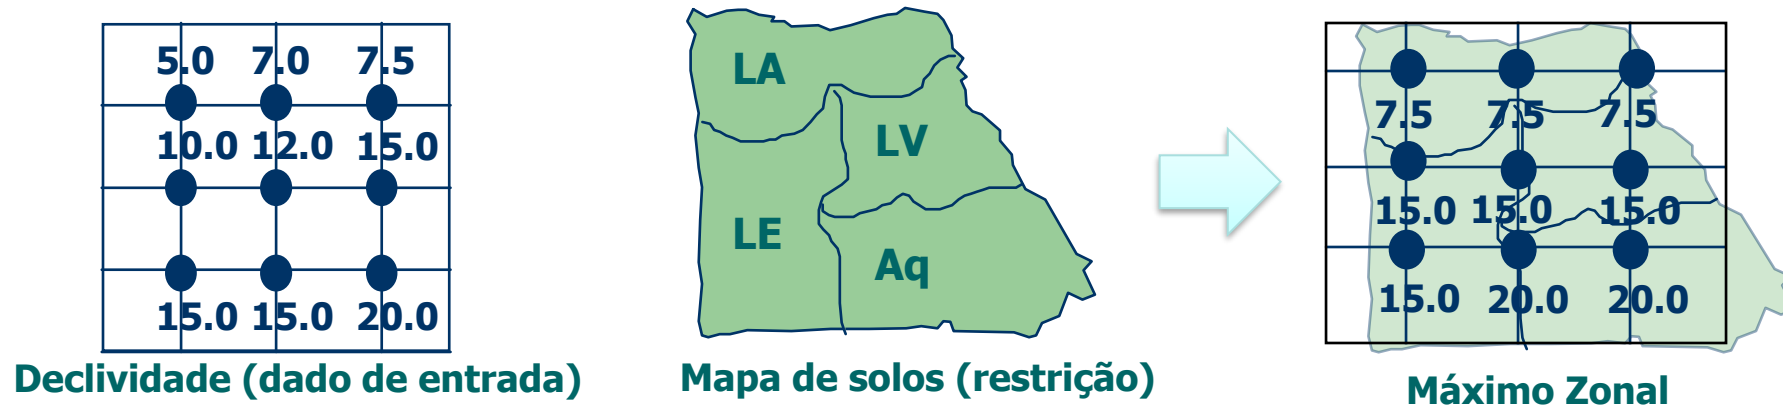 5.0 7.0 7.5
10.0 12.0 15.0
15.0 15.0 20.0
Declividade (dado de entrada)
LA
LV
LE
Aq
Mapa de solos (restrição)
7.5 7.5 7.5
15.0 15.0 15.0
15.0 20.0 20.0
Máximo Zonal